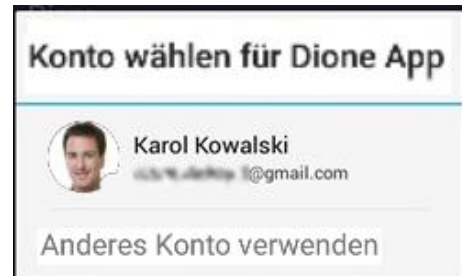 Konto wählen für Dione App
Karol Kowalski
@gmail.com
Anderes Konto verwenden